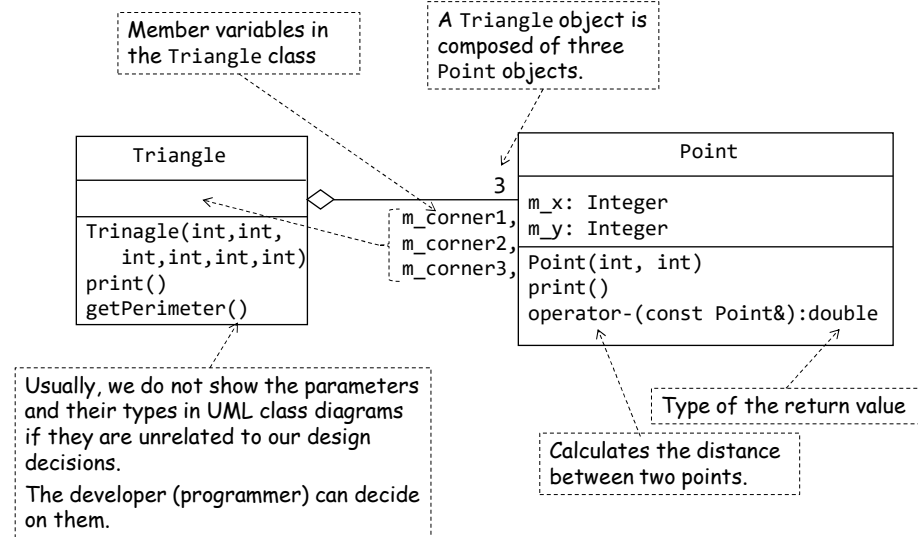 Member variables in
the Triangle class
A Triangle object is
composed of three
Point objects.
Triangle
Trinagle(int,int,
int,int,int,int)
print()
getPerimeter()
3
m_corner1,
m_corner2,
m_corner3,
Point
m_x: Integer
m_y: Integer
Point(int, int)
print()
operator-(const Point&):double
Usually, we do not show the parameters
and their types in UML class diagrams
if they are unrelated to our design
decisions.
The developer (programmer) can decide
on them.
Type of the return value
Calculates the distance
between two points.